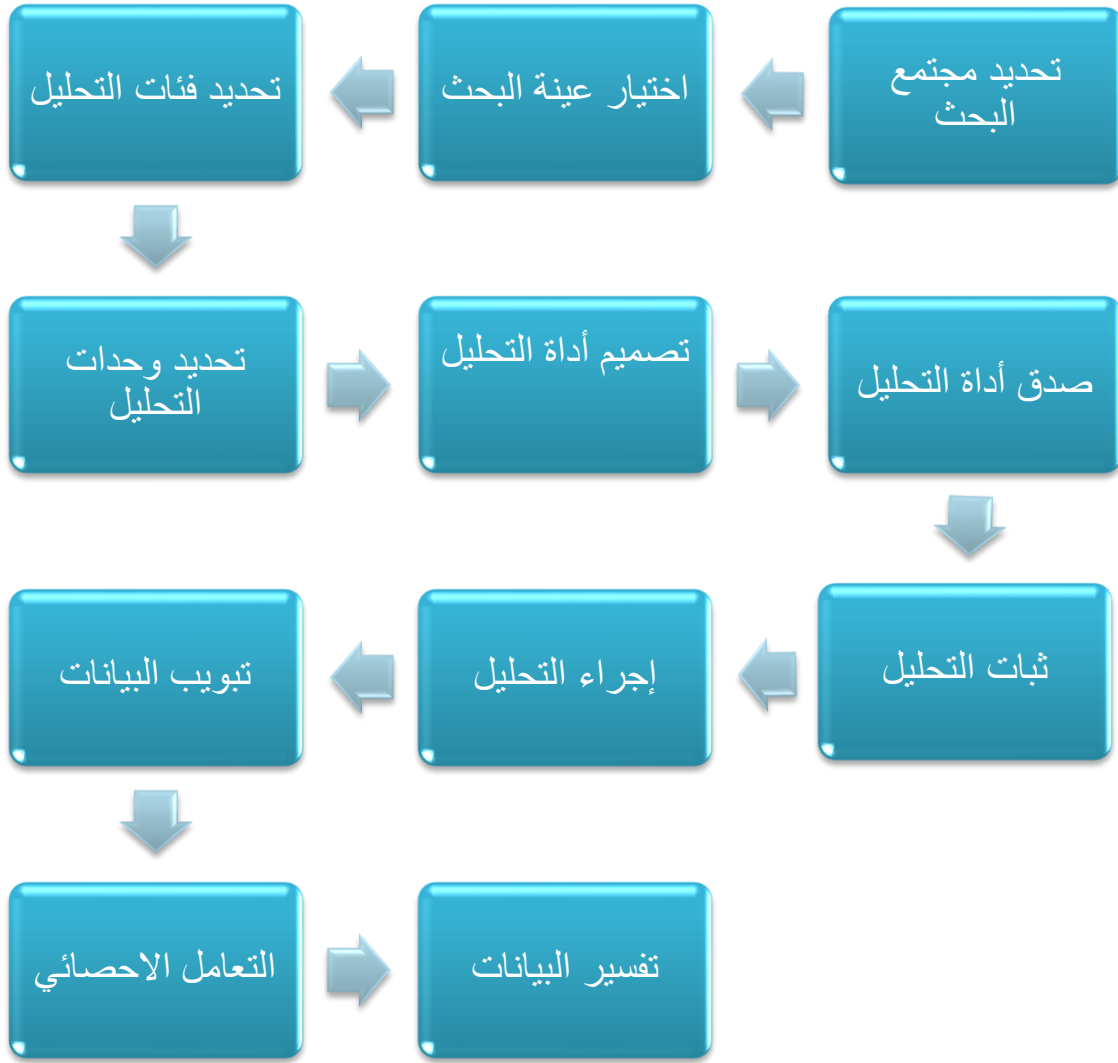 تحديد مجتمع
البحث
اختيار عينة البحث
تحديد فئات التحليل
تحديد وحدات
التحليل
تصميم أداة التحليل
صدق أداة التحليل
ثبات التحليل
إجراء التحليل
تبويب البيانات
التعامل الاحصائي
تفسير البيانات